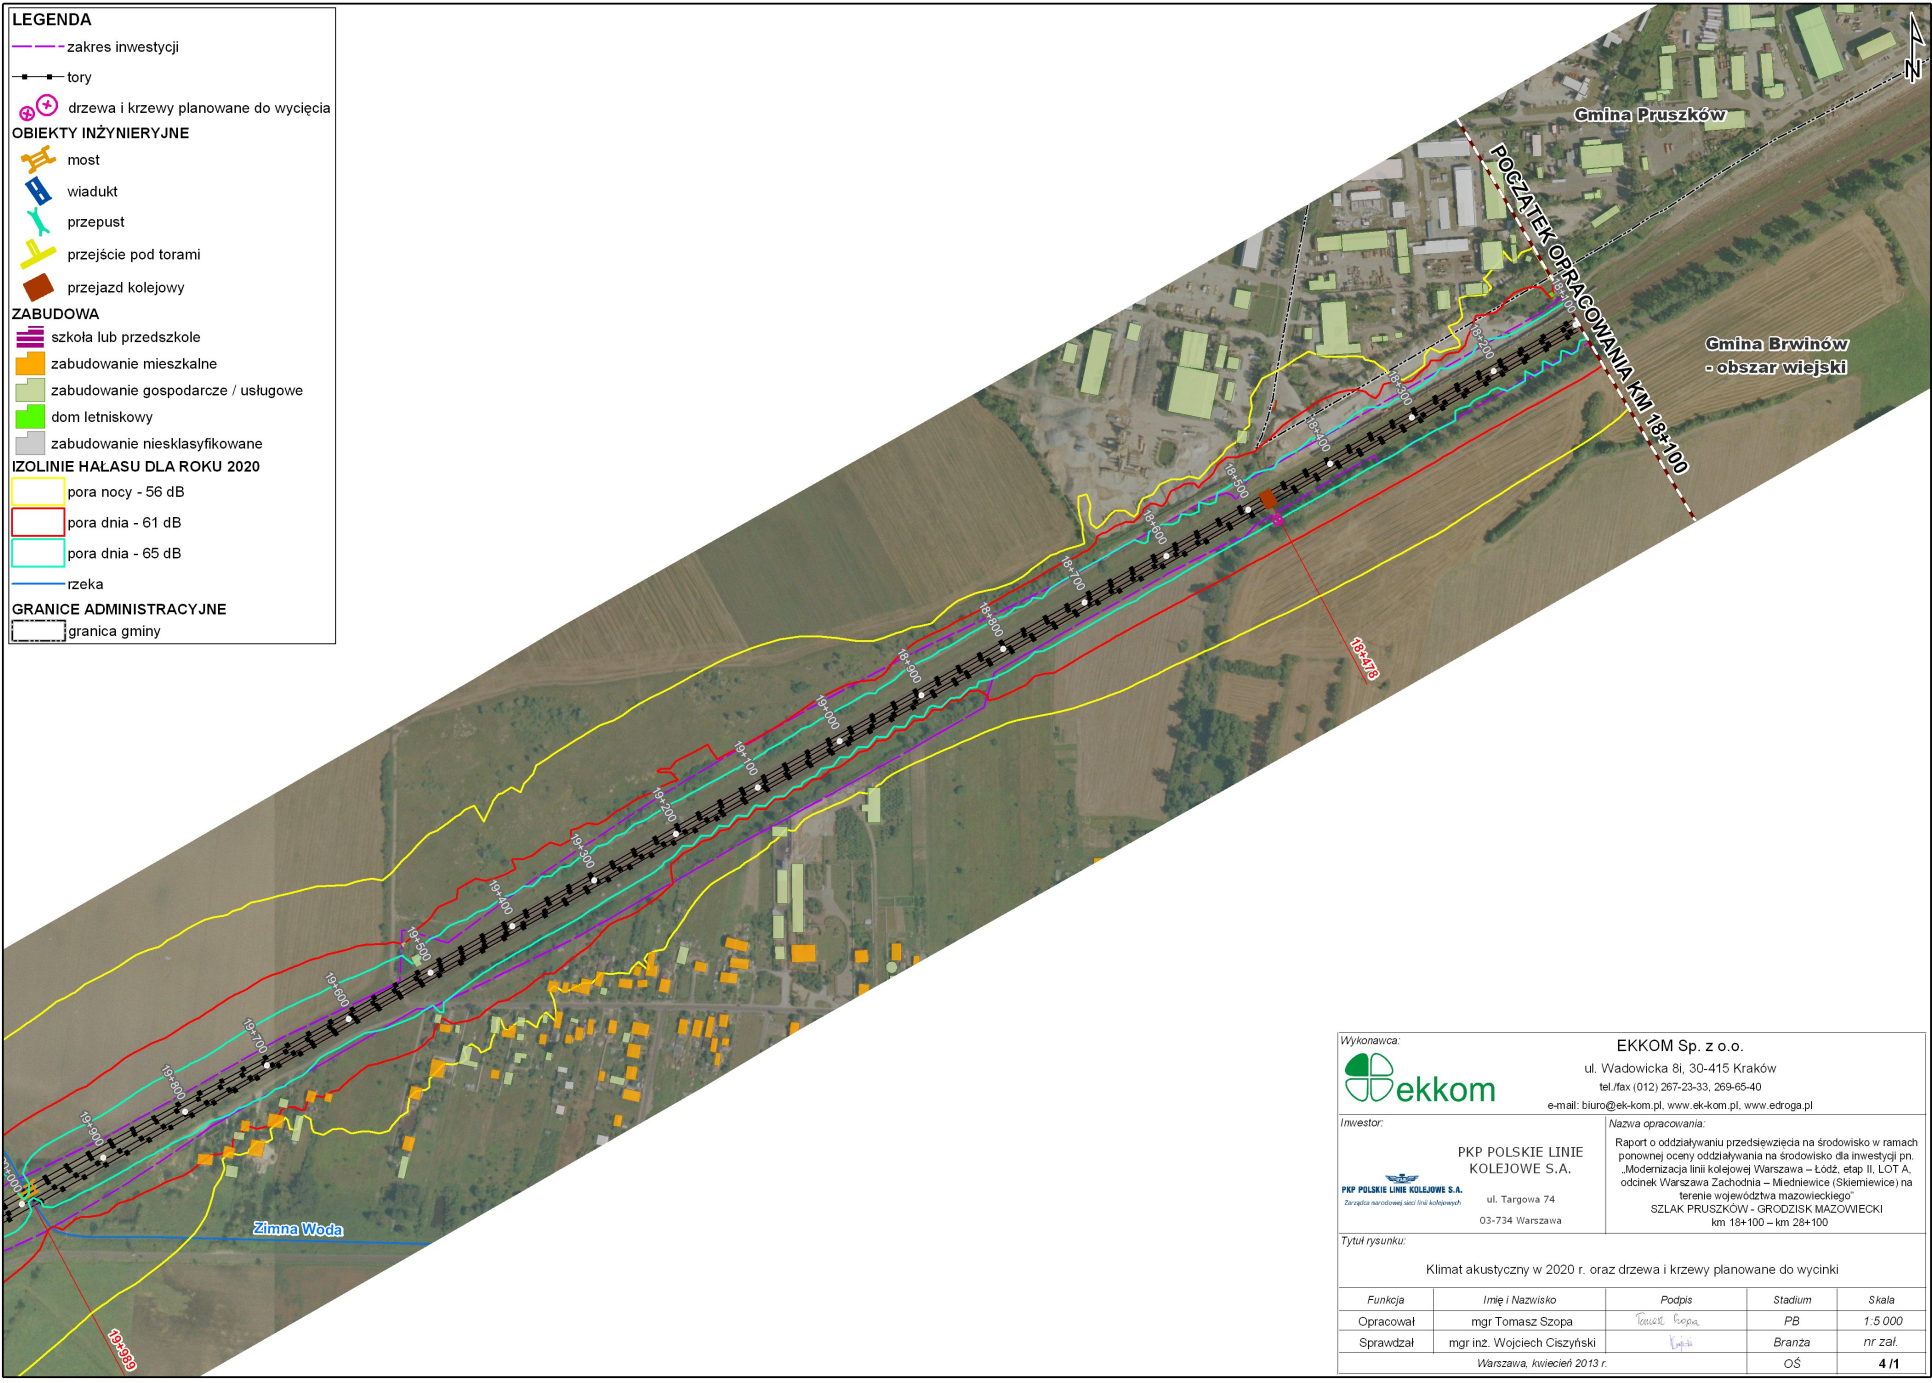 LEGENDA
zakres inwestycji
tory
drzewa i krzewy planowane do wycięcia
OBIEKTY INŻYNIERYJNE
most
wiadukt
przepust
przejście pod torami
przejazd kolejowy
ZABUDOWA
szkoła lub przedszkole
zabudowanie mieszkalne
zabudowanie gospodarcze / usługowe
dom letniskowy
zabudowanie niesklasyfikowane
IZOLINIE HAŁASU DLA ROKU 2020
pora nocy - 56 dB
pora dnia - 61 dB
pora dnia - 65 dB
rzeka
GRANICE ADMINISTRACYJNE
granica gminy
N
Gmina Pruszków
POCZĄTEK OPRACOWANIA KM 18+100
Gmina Brwinów
- obszar wiejski
18+100
18+200
18+300
18+400
18+500
18+600
18+700
18+800
18+900
19+000
19+100
19+200
19+300
19+400
19+500
19+600
19+700
19+800
19+900
18+478
19+989
Zimna Woda
Wykonawca:
ekkom
EKKOM Sp. z o.o.
ul. Wadowicka 8i, 30-415 Kraków
tel./fax (012) 267-23-33, 269-65-40
e-mail: biuro@ek-kom.pl, www.ek-kom.pl, www.edroga.pl
Inwestor:
PKP POLSKIE LINIE KOLEJOWE S.A.
Zarządca narodowej sieci linii kolejowych
PKP POLSKIE LINIE
KOLEJOWE S.A.
ul. Targowa 74
03-734 Warszawa
Nazwa opracowania:
Raport o oddziaływaniu przedsięwzięcia na środowisko w ramach
ponownej oceny oddziaływania na środowisko dla inwestycji pn.
„Modernizacja linii kolejowej Warszawa – Łódź, etap II, LOT A,
odcinek Warszawa Zachodnia – Miedniewice (Skierniewice) na
terenie województwa mazowieckiego”
SZLAK PRUSZKÓW - GRODZISK MAZOWIECKI
km 18+100 – km 28+100
Tytuł rysunku:
Klimat akustyczny w 2020 r. oraz drzewa i krzewy planowane do wycinki
Funkcja Imię i Nazwisko Podpis Stadium Skala
Opracował mgr Tomasz Szopa Tomasz Szopa PB 1:5 000
Sprawdzał mgr inż. Wojciech Ciszyński Branża nr zał.
Warszawa, kwiecień 2013 r. OŚ 4 /1